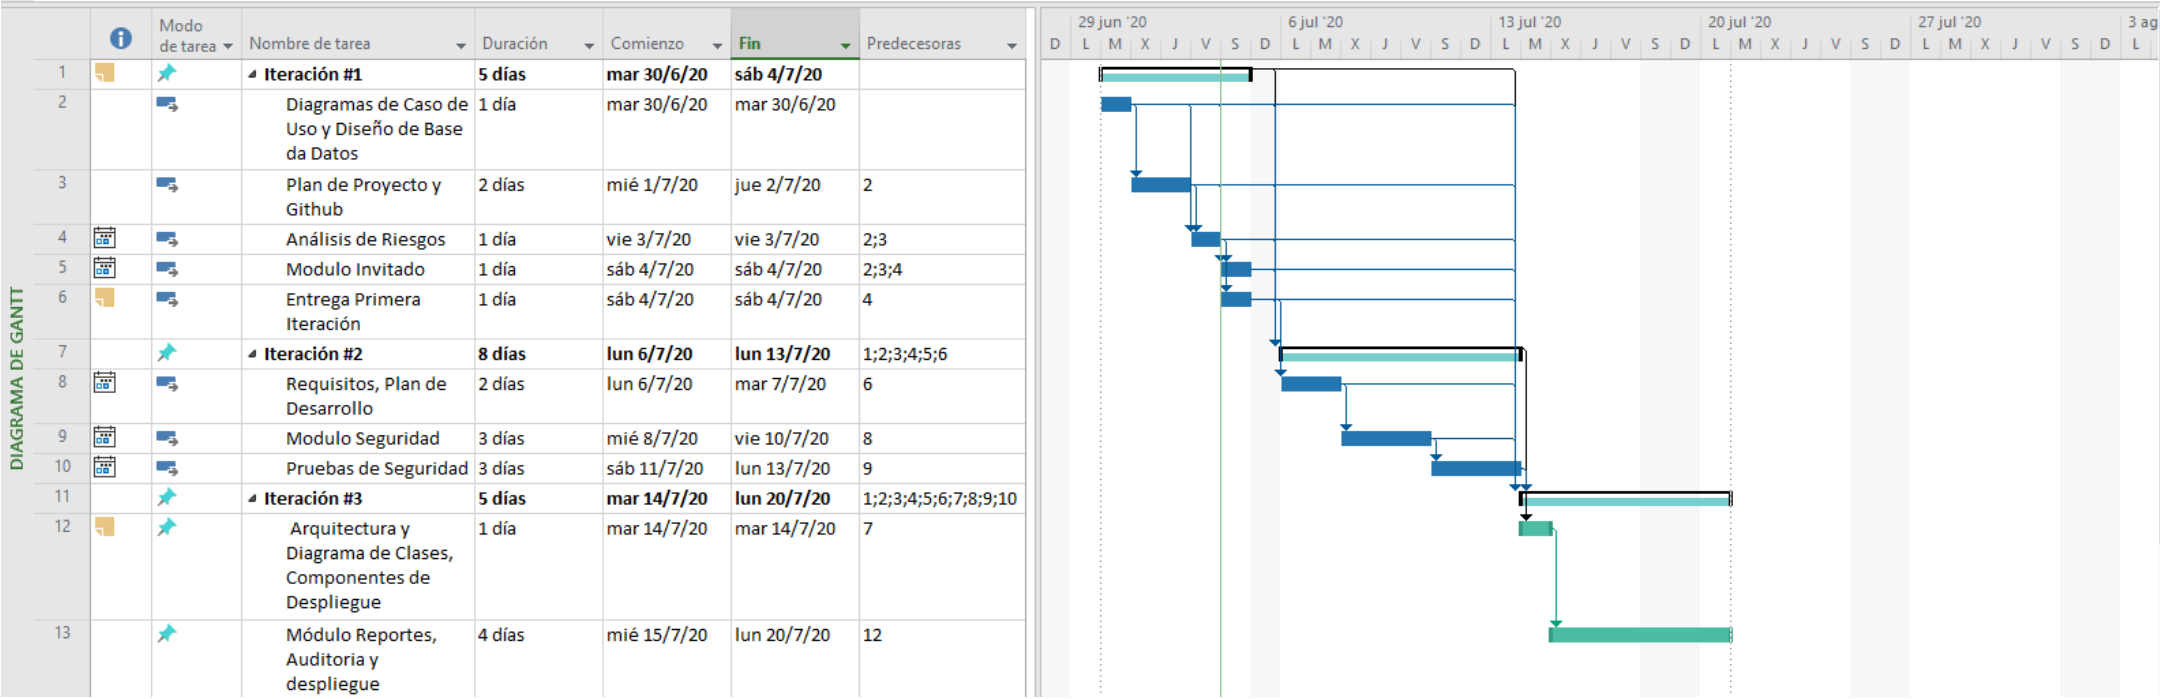 Modo de tarea
Nombre de tarea
Duración
Comienzo
Fin
Predecesoras
29 jun '20
6 jul '20
13 jul '20
20 jul '20
27 jul '20
3 ag
D L M X J V S D L M X J V S D L M X J V S D L M X J V S D L M X J V S D L
DIAGRAMA DE GANTT
1 Iteración #1 5 días mar 30/6/20 sáb 4/7/20
2 Diagramas de Caso de 1 día mar 30/6/20 mar 30/6/20
Uso y Diseño de Base
da Datos
3 Plan de Proyecto y 2 días mié 1/7/20 jue 2/7/20 2
Github
4 Análisis de Riesgos 1 día vie 3/7/20 vie 3/7/20 2;3
5 Modulo Invitado 1 día sáb 4/7/20 sáb 4/7/20 2;3;4
6 Entrega Primera 1 día sáb 4/7/20 sáb 4/7/20 4
Iteración
7 Iteración #2 8 días lun 6/7/20 lun 13/7/20 1;2;3;4;5;6
8 Requisitos, Plan de 2 días lun 6/7/20 mar 7/7/20 6
Desarrollo
9 Modulo Seguridad 3 días mié 8/7/20 vie 10/7/20 8
10 Pruebas de Seguridad 3 días sáb 11/7/20 lun 13/7/20 9
11 Iteración #3 5 días mar 14/7/20 lun 20/7/20 1;2;3;4;5;6;7;8;9;10
12 Arquitectura y 1 día mar 14/7/20 mar 14/7/20 7
Diagrama de Clases,
Componentes de
Despliegue
13 Módulo Reportes, 4 días mié 15/7/20 lun 20/7/20 12
Auditoria y
despliegue